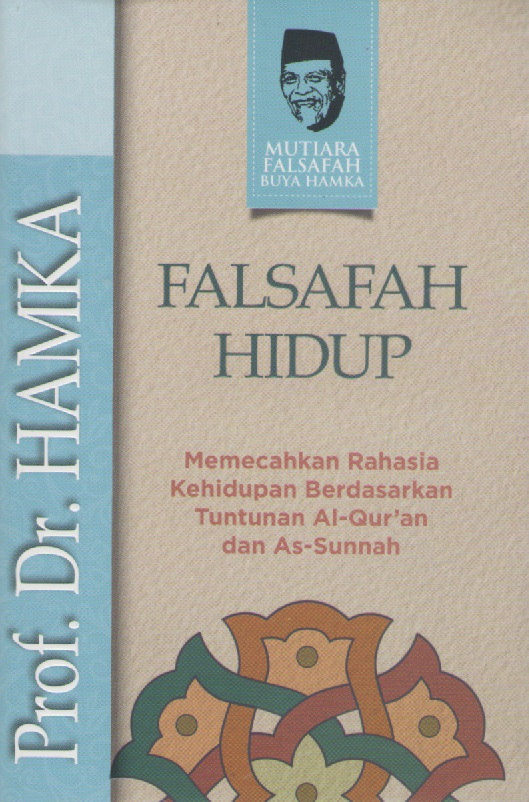 MUTIARA
FALSAFAH
BUYA HAMKA
FALSAFAH
HIDUP
Memecahkan Rahasia
Kehidupan Berdasarkan
Tuntunan Al-Qur'an
dan As-Sunnah
Prof. Dr. HAMKA